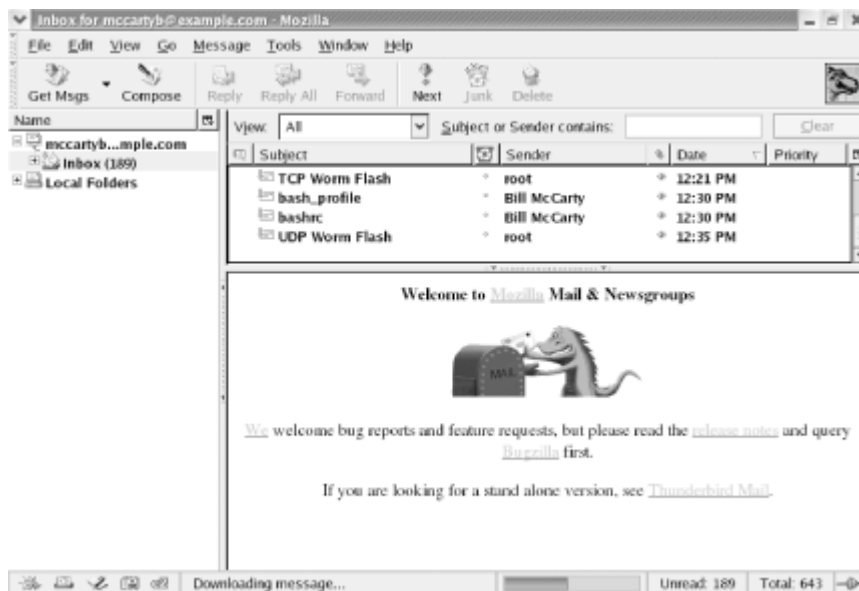 Inbox for mccartyb@example.com - Mozilla
File Edit View Go Message Tools Window Help
Get Msgs Compose Reply Reply All Forward Next Junk Delete
Name
View: All Subject or Sender contains: Clear
mccartyb...mple.com
Inbox (189)
Local Folders
Subject Sender Date Priority
TCP Worm Flash root 12:21 PM
bash_profile Bill McCarty 12:30 PM
bashrc Bill McCarty 12:30 PM
UDP Worm Flash root 12:35 PM
Welcome to Mozilla Mail & Newsgroups
MAIL
We welcome bug reports and feature requests, but please read the release notes and query
Bugzilla first.
If you are looking for a stand alone version, see Thunderbird Mail.
Downloading message... Unread: 189 Total: 643